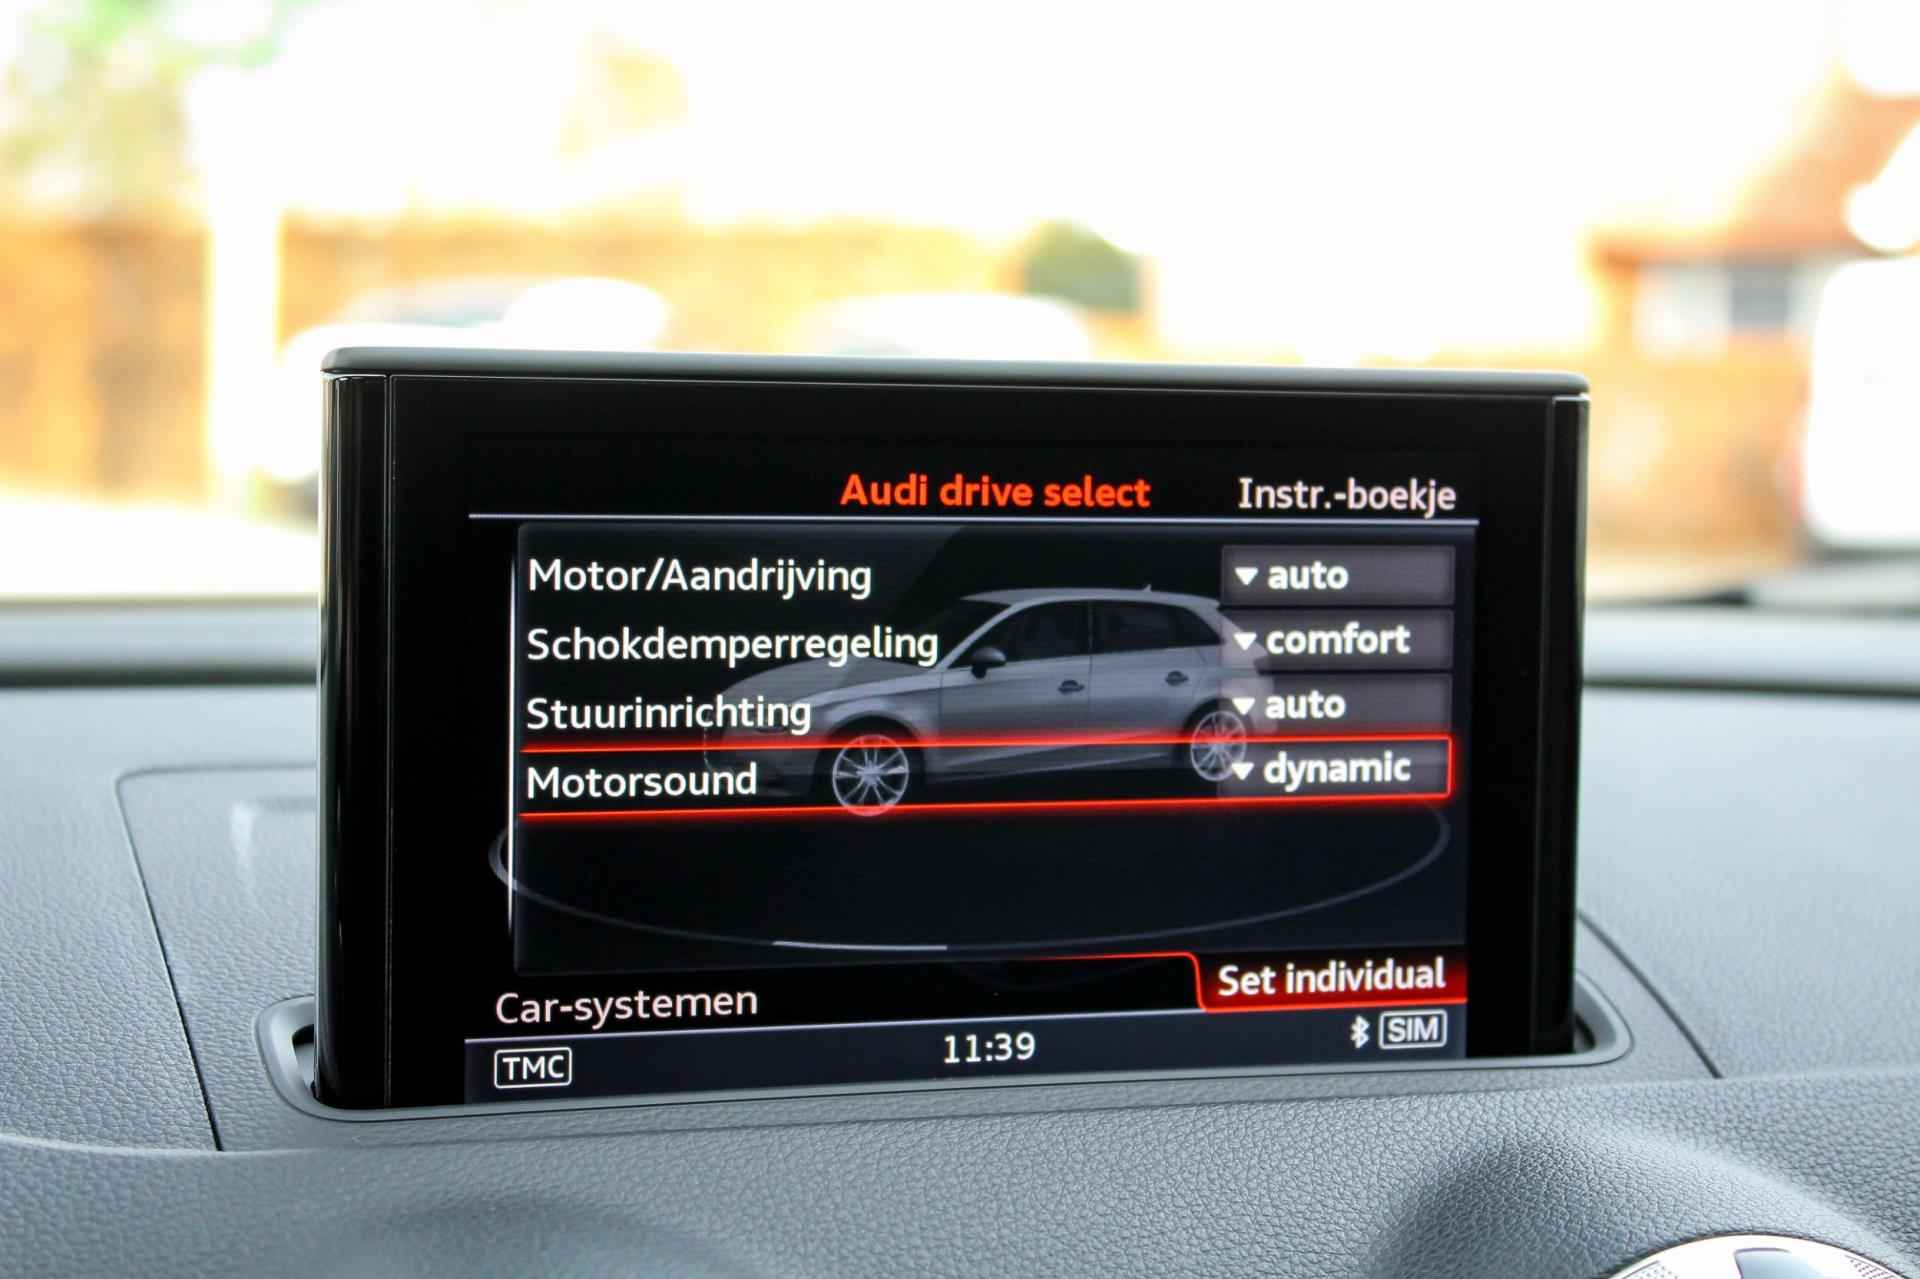 Audi drive select Instr.-boekje
Motor/Aandrijving auto
Schokdemperregeling comfort
Stuurinrichting auto
Motorsound dynamic
Set individual
Car-systemen
TMC 11:39 SIM